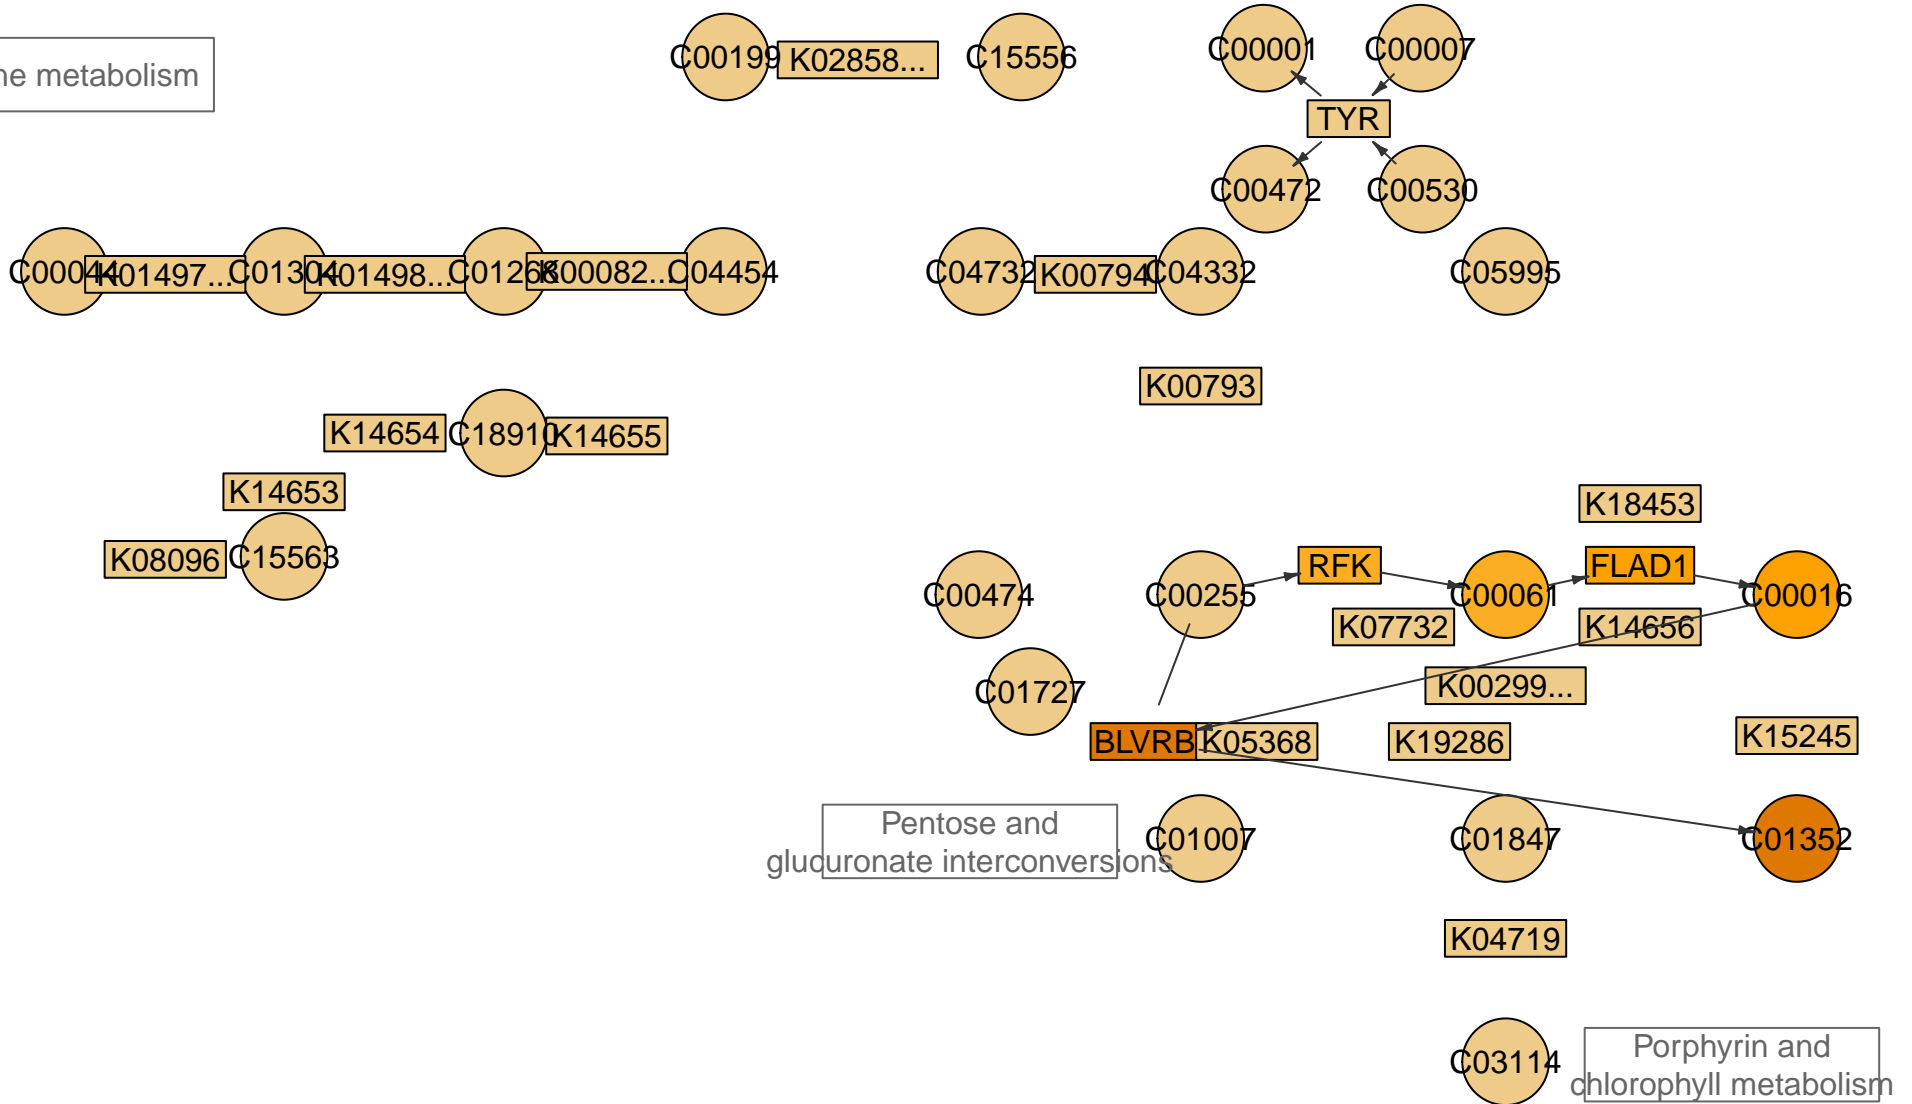 ne metabolism
C00199
K02858...
C15556
C00001
C00007
TYR
C00472
C00530
C00044
K01497...
C01304
K01498...
C01268
K00082...
C04454
C04732
K00794
C04332
C05995
K00793
K14654
C18910
K14655
K14653
K08096
C15563
K18453
C00474
C00255
RFK
C00061
FLAD1
C00016
K07732
K14656
C01727
K00299...
BLVRB
K05368
K19286
K15245
Pentose and
glucuronate interconversions
C01007
C01847
C01352
K04719
C03114
Porphyrin and
chlorophyll metabolism